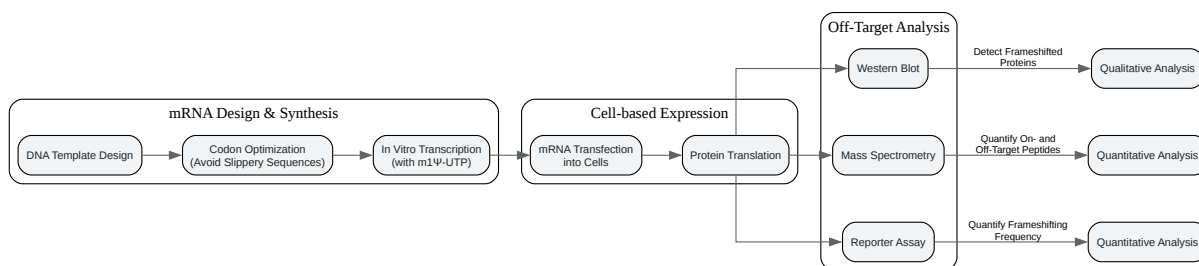 mRNA Design & Synthesis
DNA Template Design
Codon Optimization
(Avoid Slippery Sequences)
In Vitro Transcription
(with m1Ψ-UTP)
Cell-based Expression
mRNA Transfection
into Cells
Protein Translation
Off-Target Analysis
Western Blot
Detect Frameshifted
Proteins
Qualitative Analysis
Mass Spectrometry
Quantify On- and
Off-Target Peptides
Quantitative Analysis
Reporter Assay
Quantify Frameshifting
Frequency
Quantitative Analysis